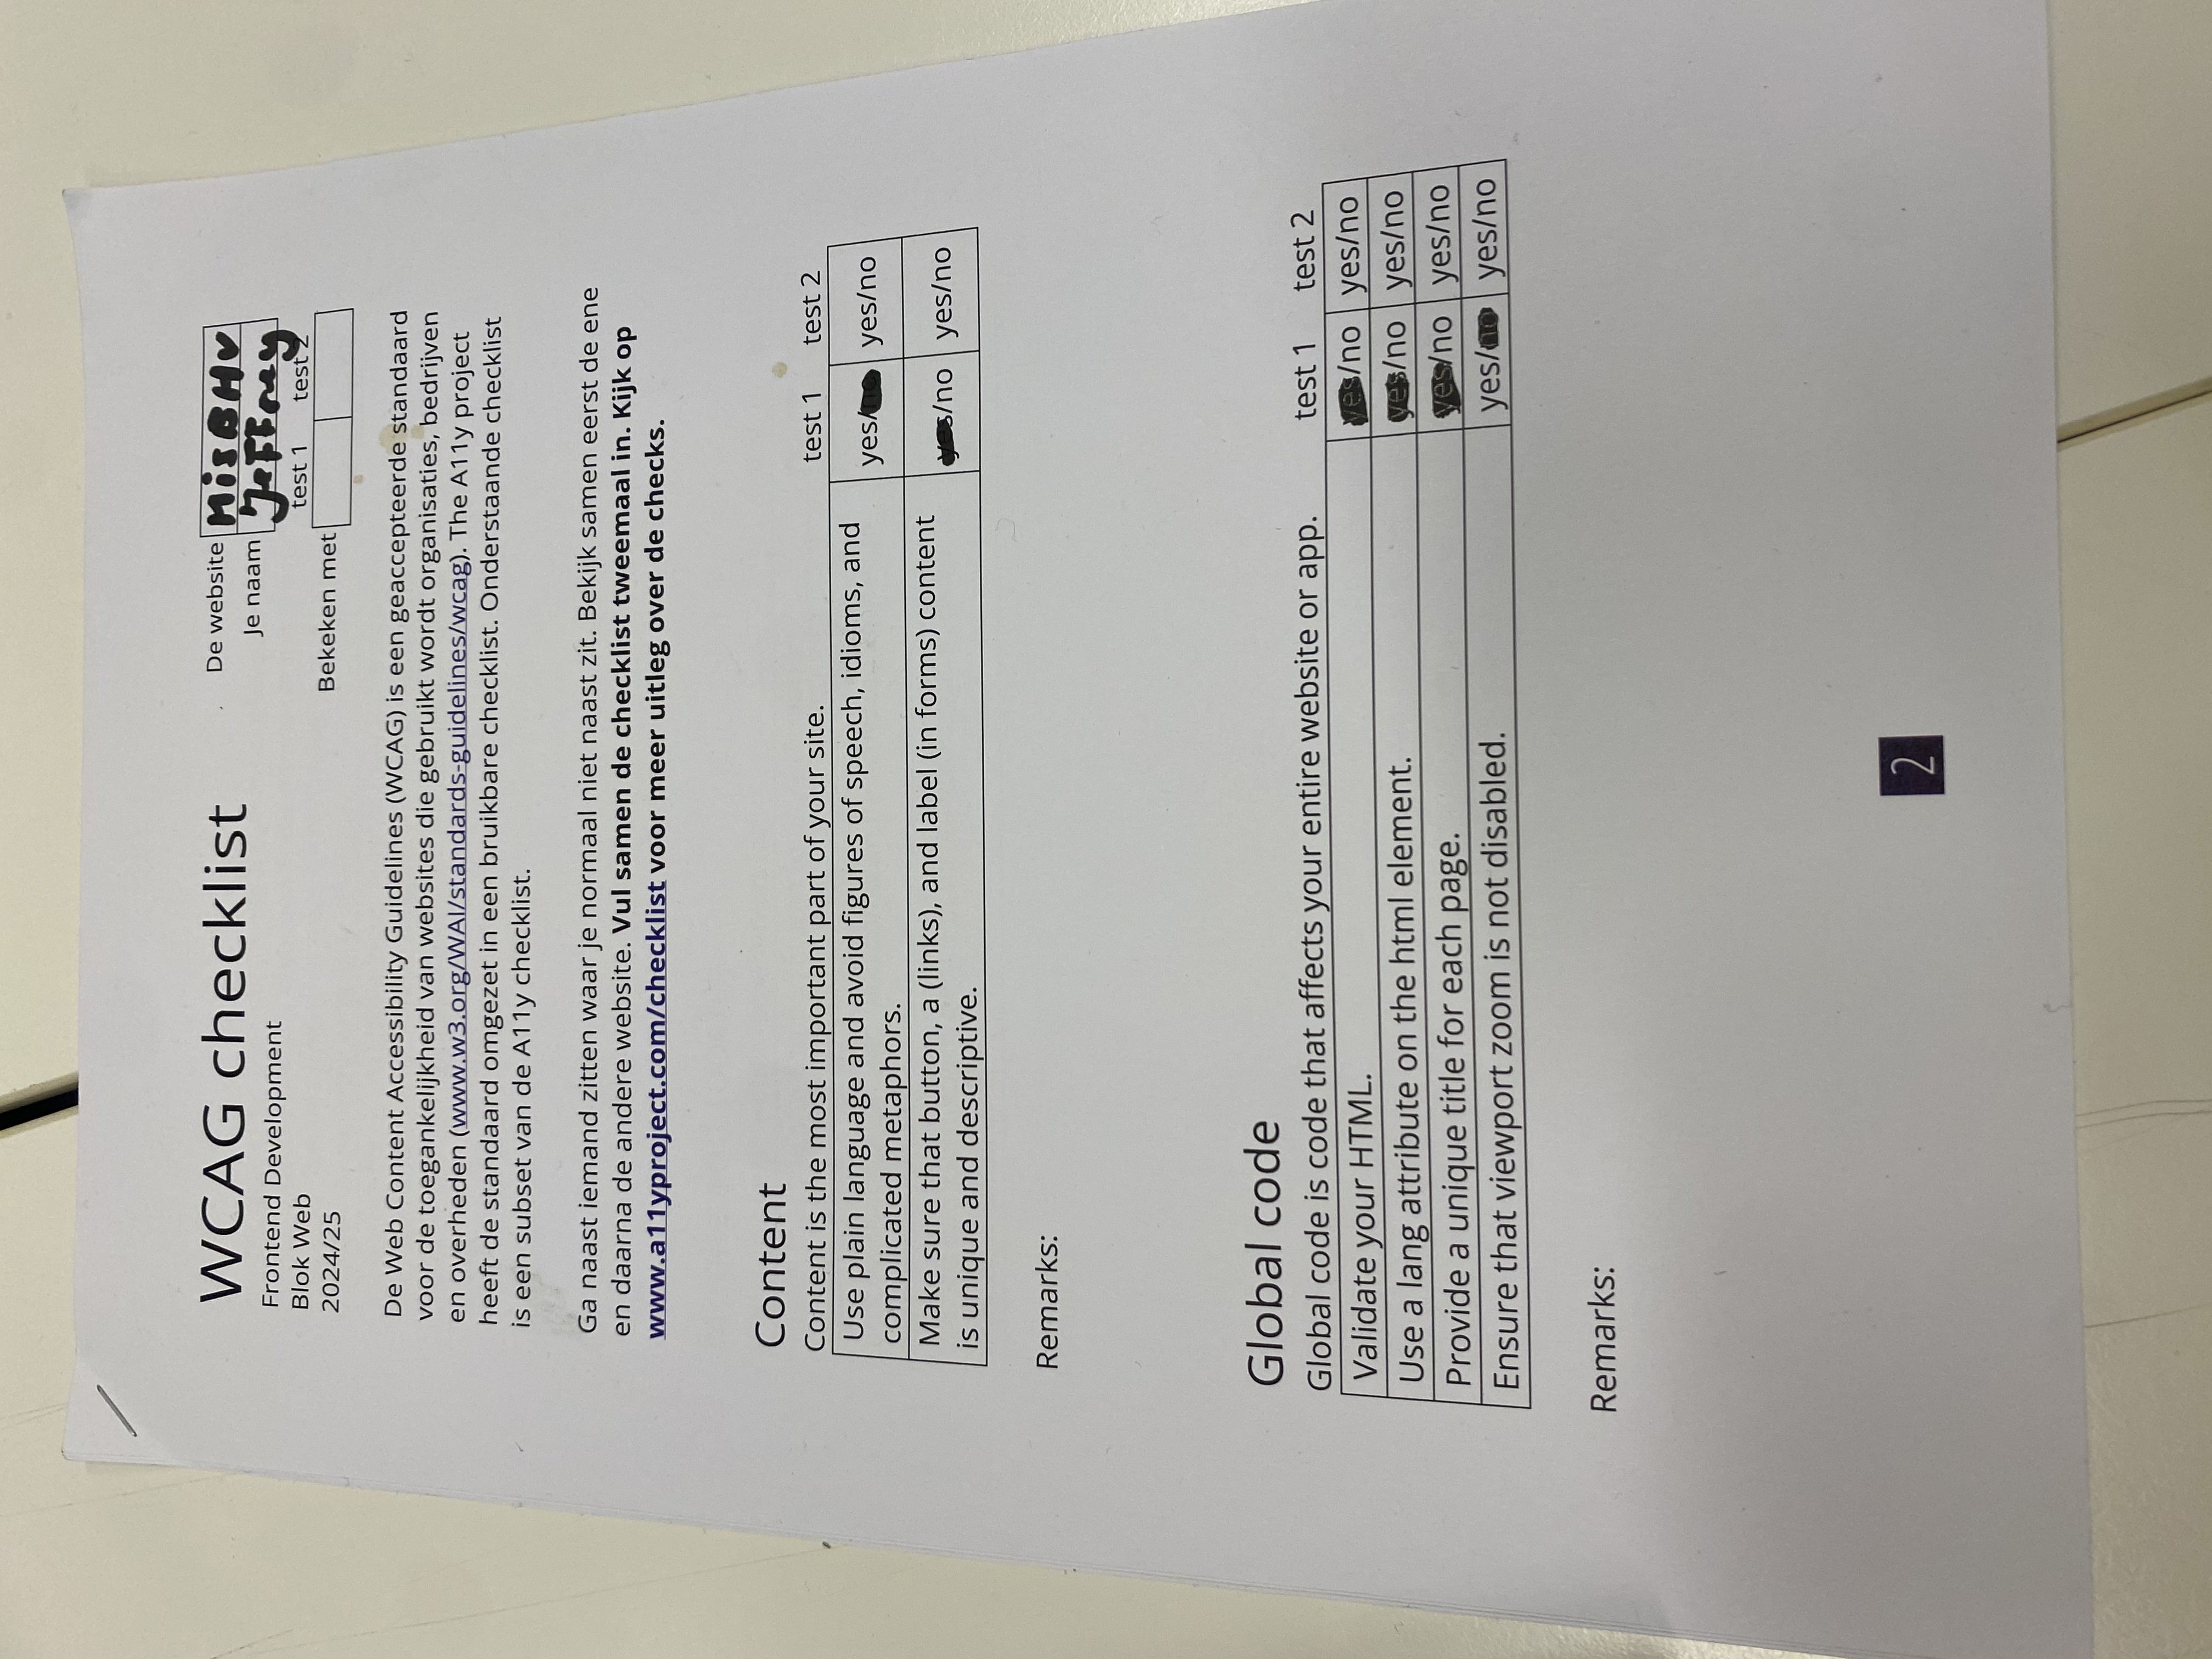 WCAG checklist
Frontend Development
Blok Web
2024/25
De website MisBHv
Je naam Jeffrey
test 1 test 2
Bekeken met
De Web Content Accessibility Guidelines (WCAG) is een geaccepteerde standaard
voor de toegankelijkheid van websites die gebruikt wordt organisaties, bedrijven
en overheden (www.w3.org/WAI/standards-guidelines/wcag). The A11y project
heeft de standaard omgezet in een bruikbare checklist. Onderstaande checklist
is een subset van de A11y checklist.
Ga naast iemand zitten waar je normaal niet naast zit. Bekijk samen eerst de ene
en daarna de andere website. Vul samen de checklist tweemaal in. Kijk op
www.a11yproject.com/checklist voor meer uitleg over de checks.
Content
Content is the most important part of your site. test 1 test 2
Use plain language and avoid figures of speech, idioms, and
complicated metaphors. yes/no yes/no
Make sure that button, a (links), and label (in forms) content
is unique and descriptive. yes/no yes/no
Remarks:
Global code
Global code is code that affects your entire website or app. test 1 test 2
Validate your HTML. yes/no yes/no
Use a lang attribute on the html element. yes/no yes/no
Provide a unique title for each page. yes/no yes/no
Ensure that viewport zoom is not disabled. yes/no yes/no
Remarks:
2